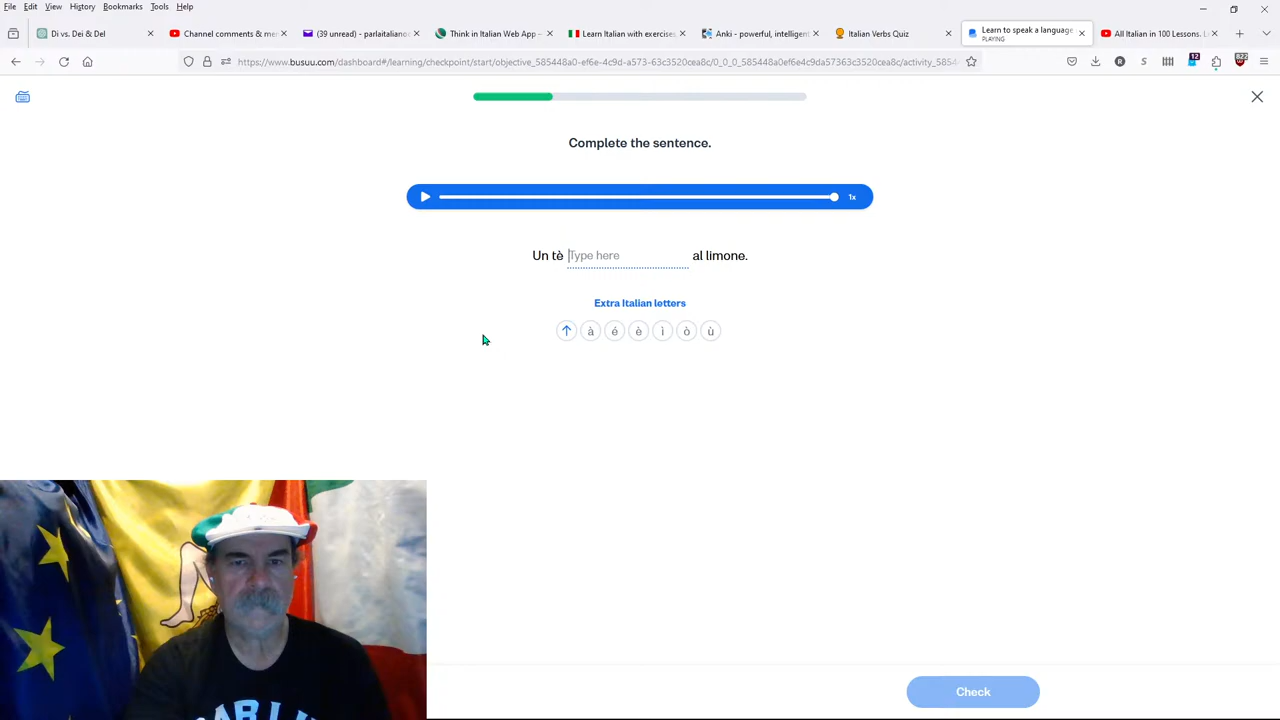 File Edit View History Bookmarks Tools Help
Di vs. Dei & Del
Channel comments & me
(39 unread) - parlaitaliano
Think in Italian Web App –
Learn Italian with exercises,
Anki - powerful, intelligent
Italian Verbs Quiz
Learn to speak a language
PLAYING
All Italian in 100 Lessons. L
https://www.busuu.com/dashboard#/learning/checkpoint/start/objective_585448a0-ef6e-4c9d-a573-63c3520cea8c/0_0_0_585448a0ef6e4c9da57363c3520cea8c/activity_5854
12
Complete the sentence.
1x
Un tè Type here al limone.
Extra Italian letters
à é è ì ò ù
Check